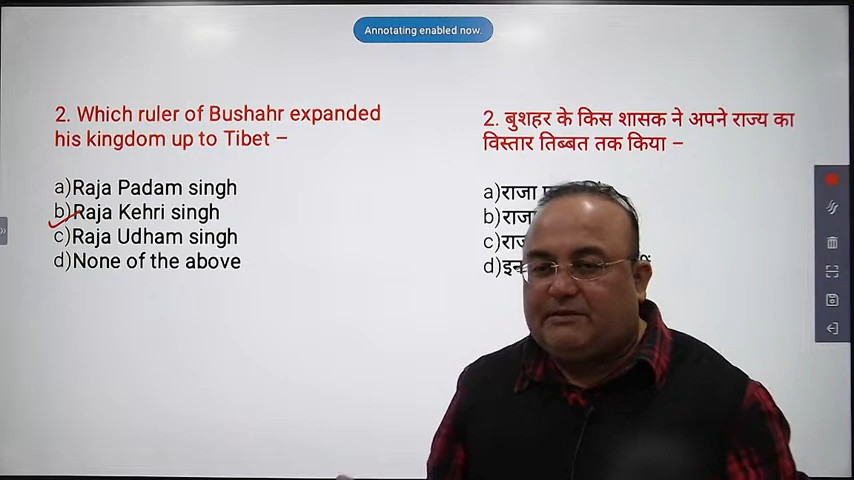 Annotating enabled now.
2. Which ruler of Bushahr expanded
his kingdom up to Tibet –
a)Raja Padam singh
b)Raja Kehri singh
c)Raja Udham singh
d)None of the above
2. बुशहर के किस शासक ने अपने राज्य का
विस्तार तिब्बत तक किया –
a)राजा
b)राजा
c)
d)